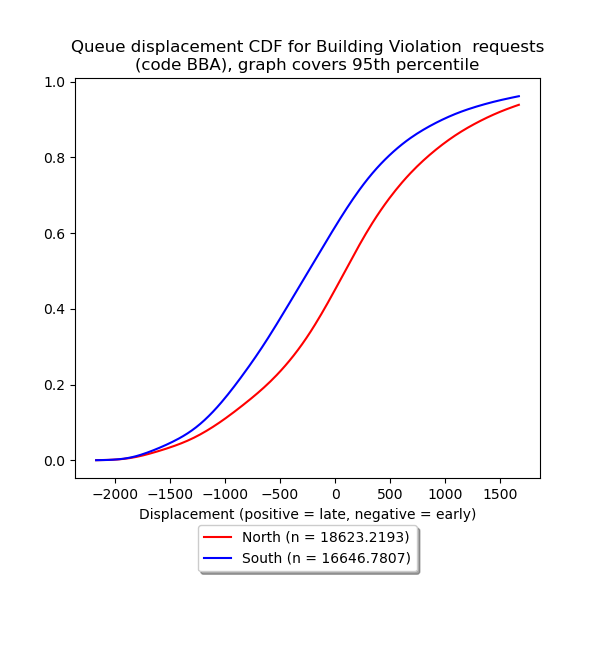 Queue displacement CDF for Building Violation  requests
(code BBA), graph covers 95th percentile
1.0
0.8
0.6
0.4
0.2
0.0
−2000 −1500 −1000 −500 0 500 1000 1500
Displacement (positive = late, negative = early)
North (n = 18623.2193)
South (n = 16646.7807)